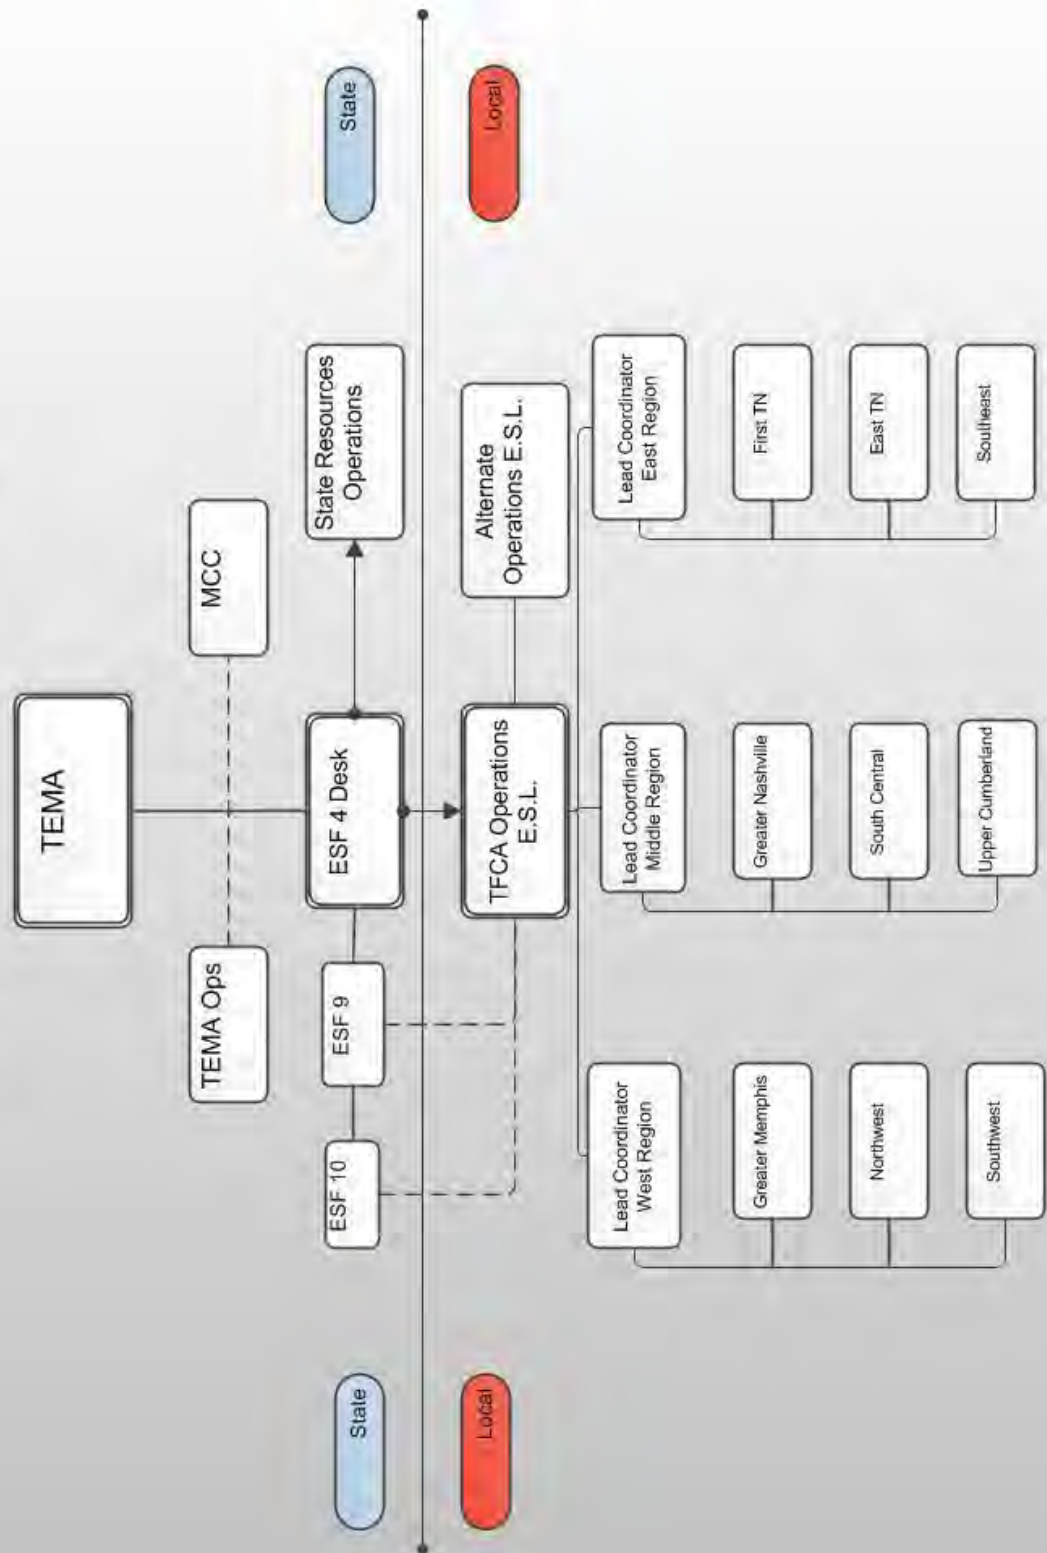 TEMA
TEMA Ops
MCC
State
ESF 10
ESF 9
ESF 4 Desk
State Resources
Operations
State
Local
TFCA Operations
E.S.L.
Alternate
Operations E.S.L.
Local
Lead Coordinator
West Region
Lead Coordinator
Middle Region
Lead Coordinator
East Region
Greater Memphis
Greater Nashville
First TN
Northwest
South Central
East TN
Southwest
Upper Cumberland
Southeast